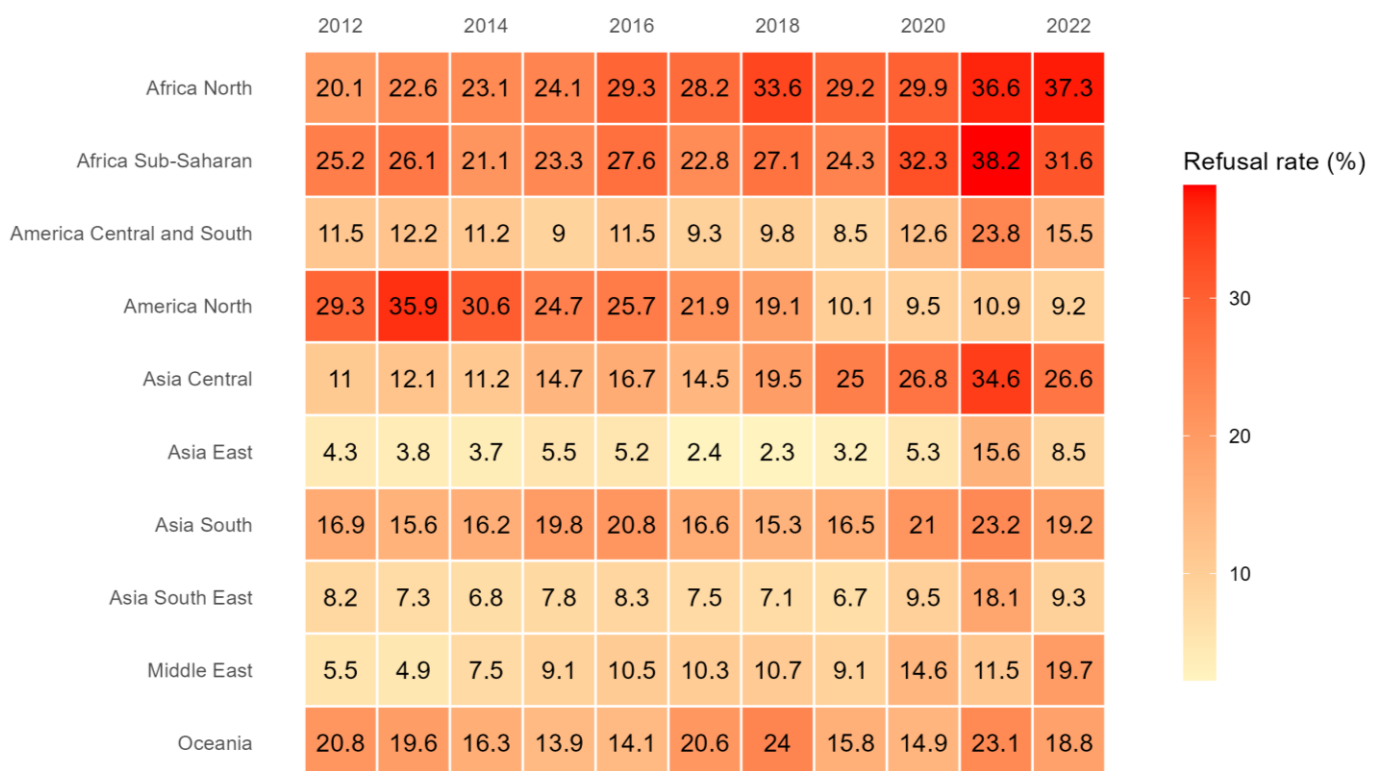 2012 2014 2016 2018 2020 2022
Africa North 20.1 22.6 23.1 24.1 29.3 28.2 33.6 29.2 29.9 36.6 37.3
Africa Sub-Saharan 25.2 26.1 21.1 23.3 27.6 22.8 27.1 24.3 32.3 38.2 31.6
America Central and South 11.5 12.2 11.2 9 11.5 9.3 9.8 8.5 12.6 23.8 15.5
America North 29.3 35.9 30.6 24.7 25.7 21.9 19.1 10.1 9.5 10.9 9.2
Asia Central 11 12.1 11.2 14.7 16.7 14.5 19.5 25 26.8 34.6 26.6
Asia East 4.3 3.8 3.7 5.5 5.2 2.4 2.3 3.2 5.3 15.6 8.5
Asia South 16.9 15.6 16.2 19.8 20.8 16.6 15.3 16.5 21 23.2 19.2
Asia South East 8.2 7.3 6.8 7.8 8.3 7.5 7.1 6.7 9.5 18.1 9.3
Middle East 5.5 4.9 7.5 9.1 10.5 10.3 10.7 9.1 14.6 11.5 19.7
Oceania 20.8 19.6 16.3 13.9 14.1 20.6 24 15.8 14.9 23.1 18.8
Refusal rate (%)
30
20
10